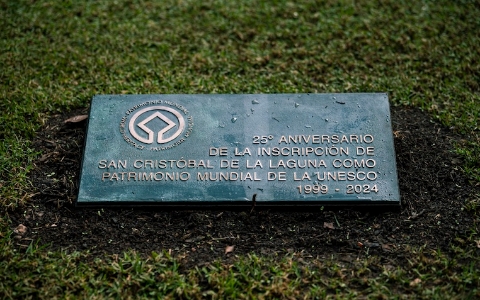 25º ANIVERSARIO
DE LA INSCRIPCIÓN DE
SAN CRISTÓBAL DE LA LAGUNA COMO
PATRIMONIO MUNDIAL DE LA UNESCO
1999 - 2024